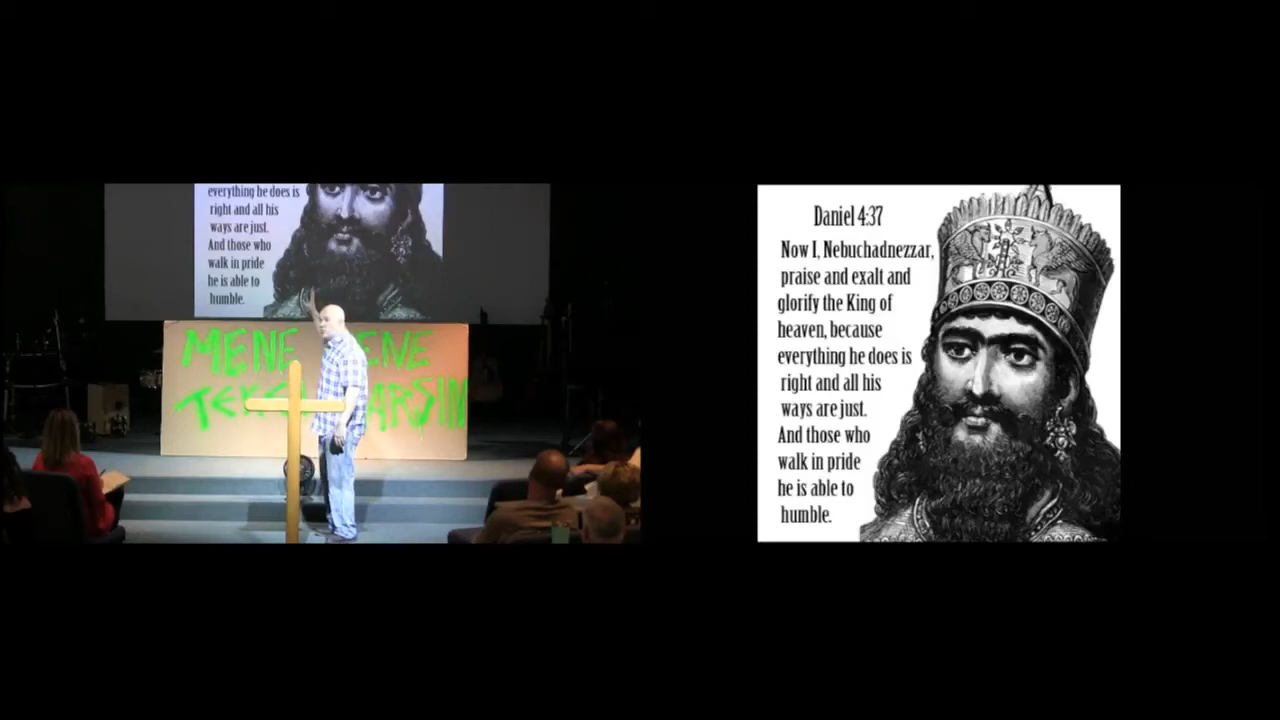 everything he does is
right and all his
ways are just.
And those who
walk in pride
he is able to
humble.
MENE ENE
TEK ARSIN
Daniel 4:37
Now I, Nebuchadnezzar,
praise and exalt and
glorify the King of
heaven, because
everything he does is
right and all his
ways are just.
And those who
walk in pride
he is able to
humble.